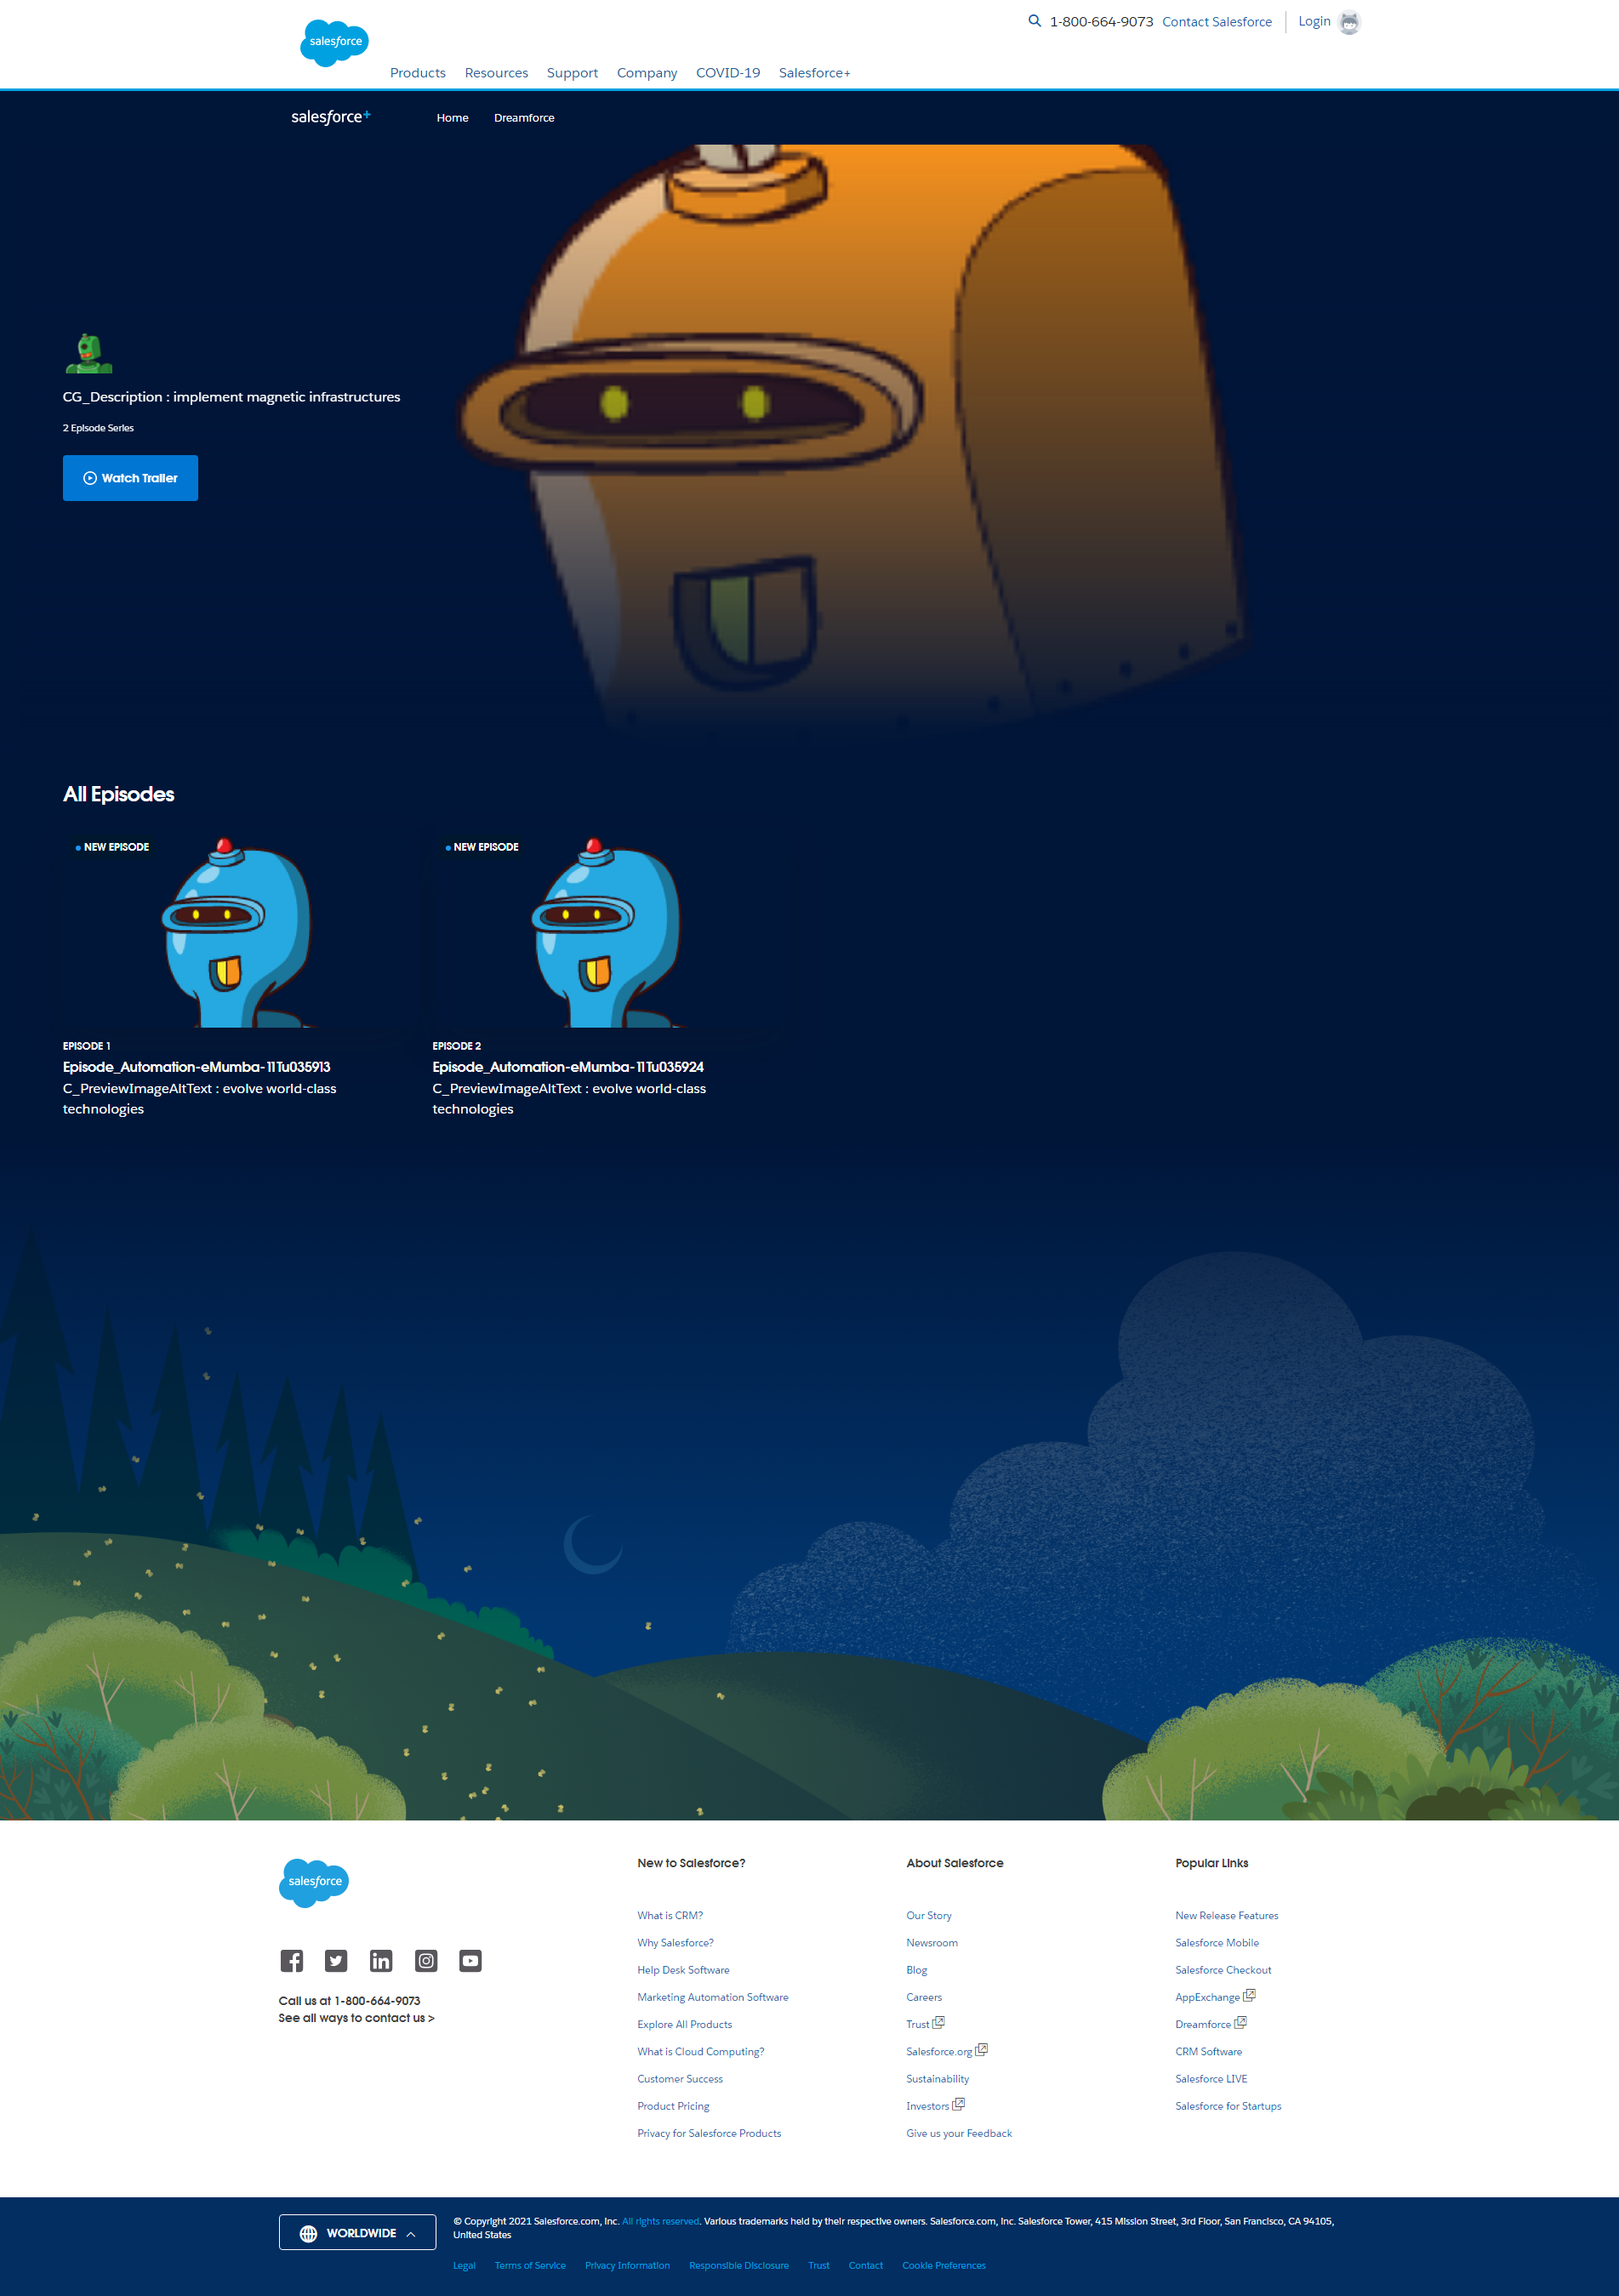 salesforce
1-800-664-9073 Contact Salesforce Login
Products Resources Support Company COVID-19 Salesforce+
salesforce+ Home Dreamforce
CG_Description : implement magnetic infrastructures
2 Episode Series
Watch Trailer
All Episodes
NEW EPISODE
NEW EPISODE
EPISODE 1
Episode_Automation-eMumba-11Tu035913
C_PreviewImageAltText : evolve world-class
technologies
EPISODE 2
Episode_Automation-eMumba-11Tu035924
C_PreviewImageAltText : evolve world-class
technologies
salesforce
Call us at 1-800-664-9073
See all ways to contact us >
New to Salesforce?
What is CRM?
Why Salesforce?
Help Desk Software
Marketing Automation Software
Explore All Products
What is Cloud Computing?
Customer Success
Product Pricing
Privacy for Salesforce Products
About Salesforce
Our Story
Newsroom
Blog
Careers
Trust
Salesforce.org
Sustainability
Investors
Give us your Feedback
Popular Links
New Release Features
Salesforce Mobile
Salesforce Checkout
AppExchange
Dreamforce
CRM Software
Salesforce LIVE
Salesforce for Startups
WORLDWIDE
© Copyright 2021 Salesforce.com, Inc. All rights reserved. Various trademarks held by their respective owners. Salesforce.com, Inc. Salesforce Tower, 415 Mission Street, 3rd Floor, San Francisco, CA 94105,
United States
Legal Terms of Service Privacy Information Responsible Disclosure Trust Contact Cookie Preferences